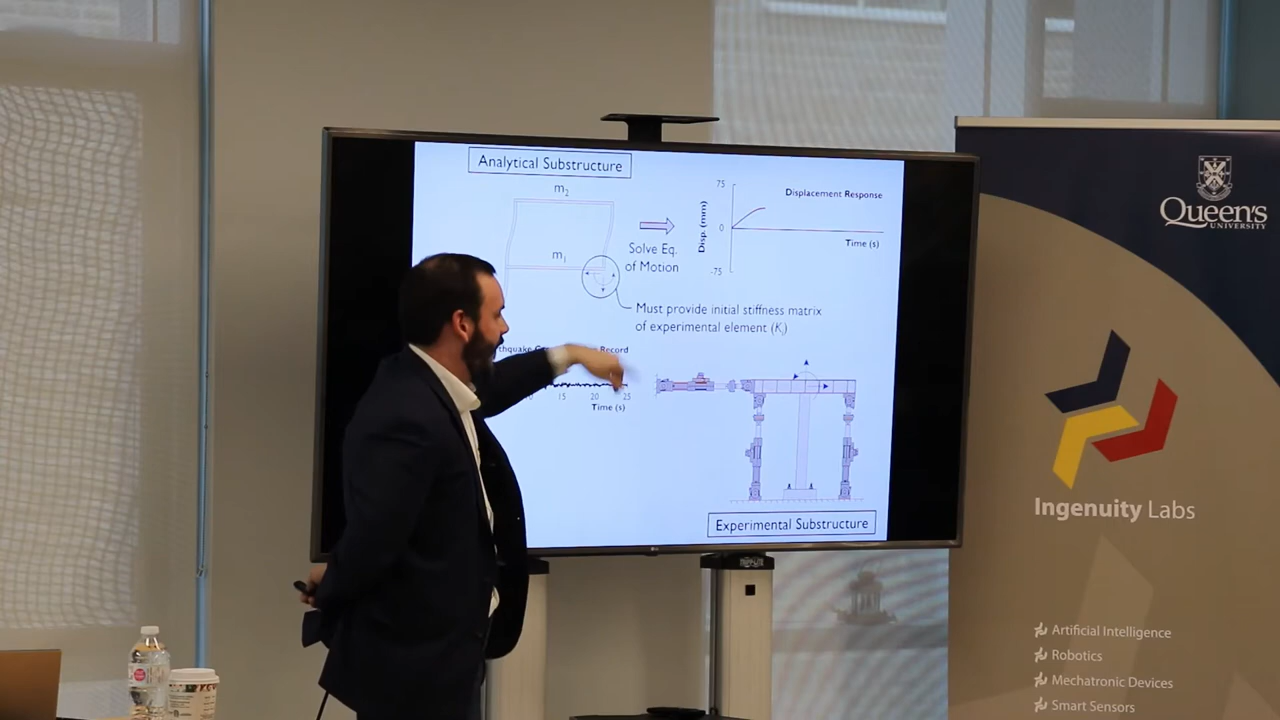 Analytical Substructure
m2
m1
Solve Eq.
of Motion
75
0
-75
Disp. (mm)
Displacement Response
Time (s)
Must provide initial stiffness matrix
of experimental element (Ki)
Record
15
20
25
Time (s)
Experimental Substructure
LG
Queen's
UNIVERSITY
Ingenuity Labs
Artificial Intelligence
Robotics
Mechatronic Devices
Smart Sensors